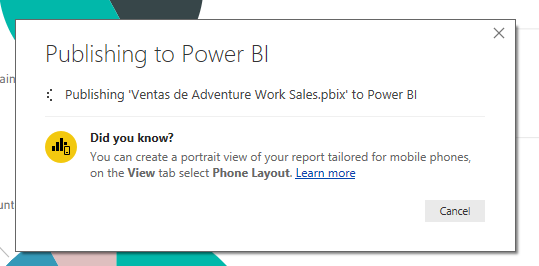 Publishing to Power BI
Publishing 'Ventas de Adventure Work Sales.pbix' to Power BI
Did you know?
You can create a portrait view of your report tailored for mobile phones,
on the View tab select Phone Layout. Learn more
Cancel